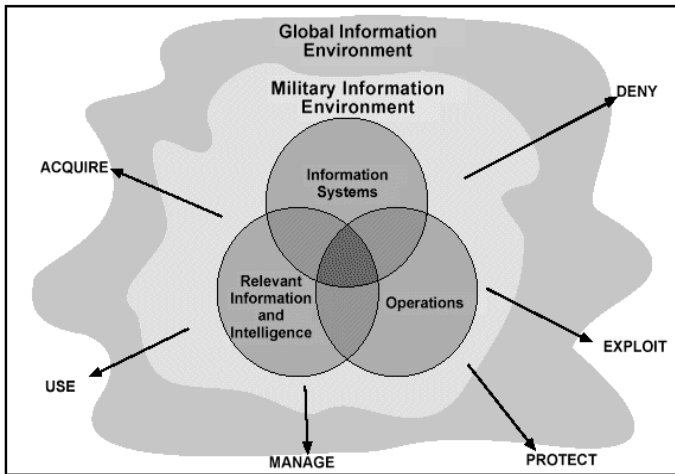 Global Information
Environment
Military Information
Environment
DENY
ACQUIRE
Information
Systems
Relevant
Information
and
Intelligence
Operations
EXPLOIT
USE
MANAGE
PROTECT